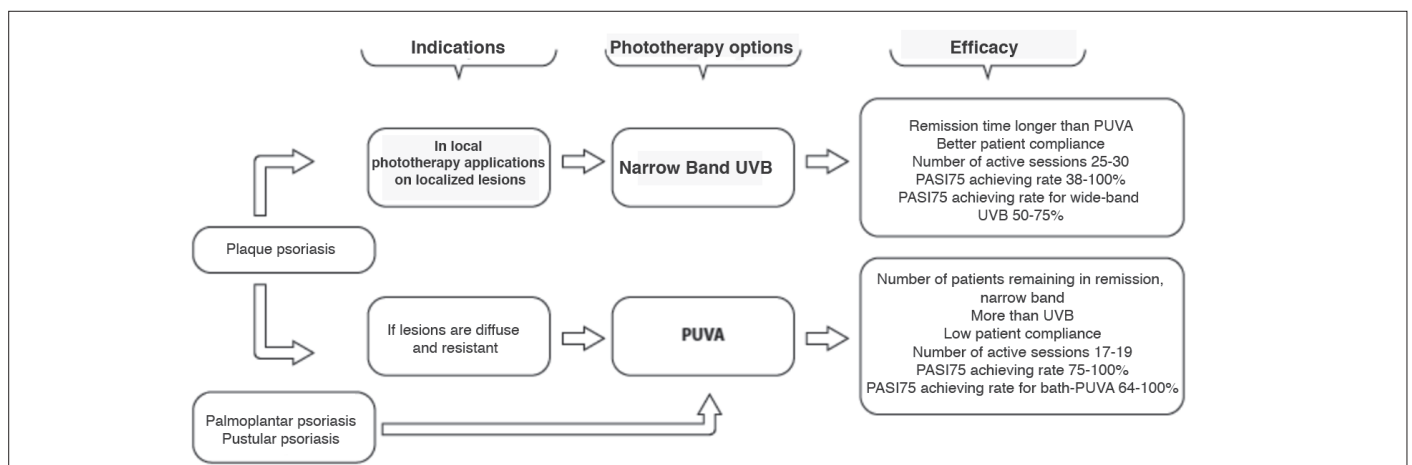 Indications
Phototherapy options
Efficacy
In local
phototherapy applications
on localized lesions
Narrow Band UVB
Remission time longer than PUVA
Better patient compliance
Number of active sessions 25-30
PASI75 achieving rate 38-100%
PASI75 achieving rate for wide-band
UVB 50-75%
Plaque psoriasis
If lesions are diffuse
and resistant
PUVA
Number of patients remaining in remission,
narrow band
More than UVB
Low patient compliance
Number of active sessions 17-19
PASI75 achieving rate 75-100%
PASI75 achieving rate for bath-PUVA 64-100%
Palmoplantar psoriasis
Pustular psoriasis